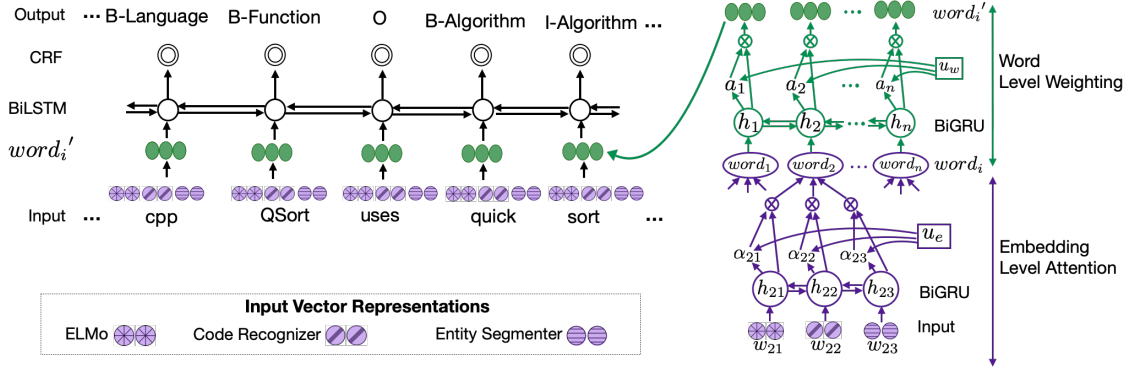 Output ... B-Language B-Function O B-Algorithm I-Algorithm ...
CRF
BiLSTM
word_i'
Input ... cpp QSort uses quick sort ...
Input Vector Representations
ELMo Code Recognizer Entity Segmenter
... word_i'
u_w
a_1 a_2 ... a_n
Word
Level Weighting
h_1 h_2 ... h_n BiGRU
word_1 word_2 ... word_n word_i
u_e
α_21 α_22 α_23
Embedding
Level Attention
h_21 h_22 h_23 BiGRU
Input
w_21 w_22 w_23